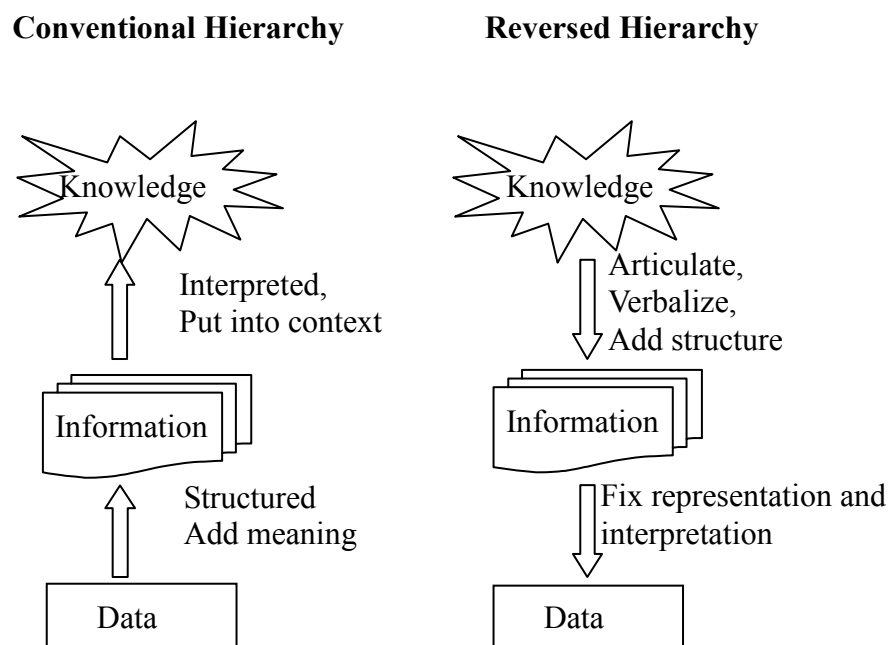 Conventional Hierarchy
Knowledge
Interpreted,
Put into context
Information
Structured
Add meaning
Data
Reversed Hierarchy
Knowledge
Articulate,
Verbalize,
Add structure
Information
Fix representation and
interpretation
Data